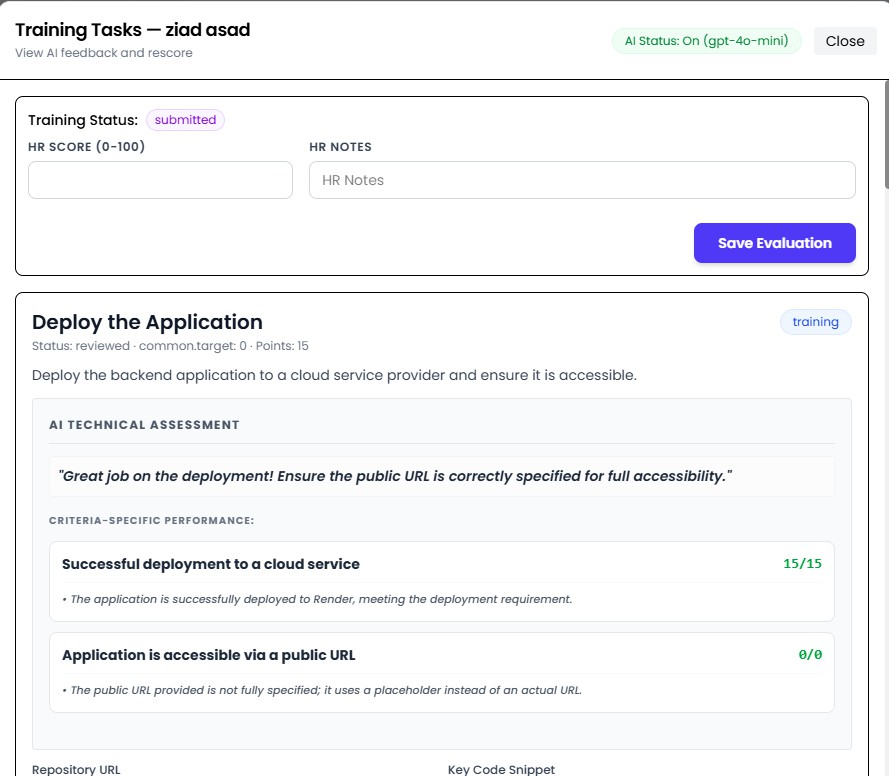 Training Tasks — ziad asad
View AI feedback and rescore
AI Status: On (gpt-4o-mini)
Close
Training Status: submitted
HR SCORE (0-100)
HR NOTES
HR Notes
Save Evaluation
Deploy the Application
training
Status: reviewed · common.target: 0 · Points: 15
Deploy the backend application to a cloud service provider and ensure it is accessible.
AI TECHNICAL ASSESSMENT
"Great job on the deployment! Ensure the public URL is correctly specified for full accessibility."
CRITERIA-SPECIFIC PERFORMANCE:
Successful deployment to a cloud service 15/15
• The application is successfully deployed to Render, meeting the deployment requirement.
Application is accessible via a public URL 0/0
• The public URL provided is not fully specified; it uses a placeholder instead of an actual URL.
Repository URL
Key Code Snippet